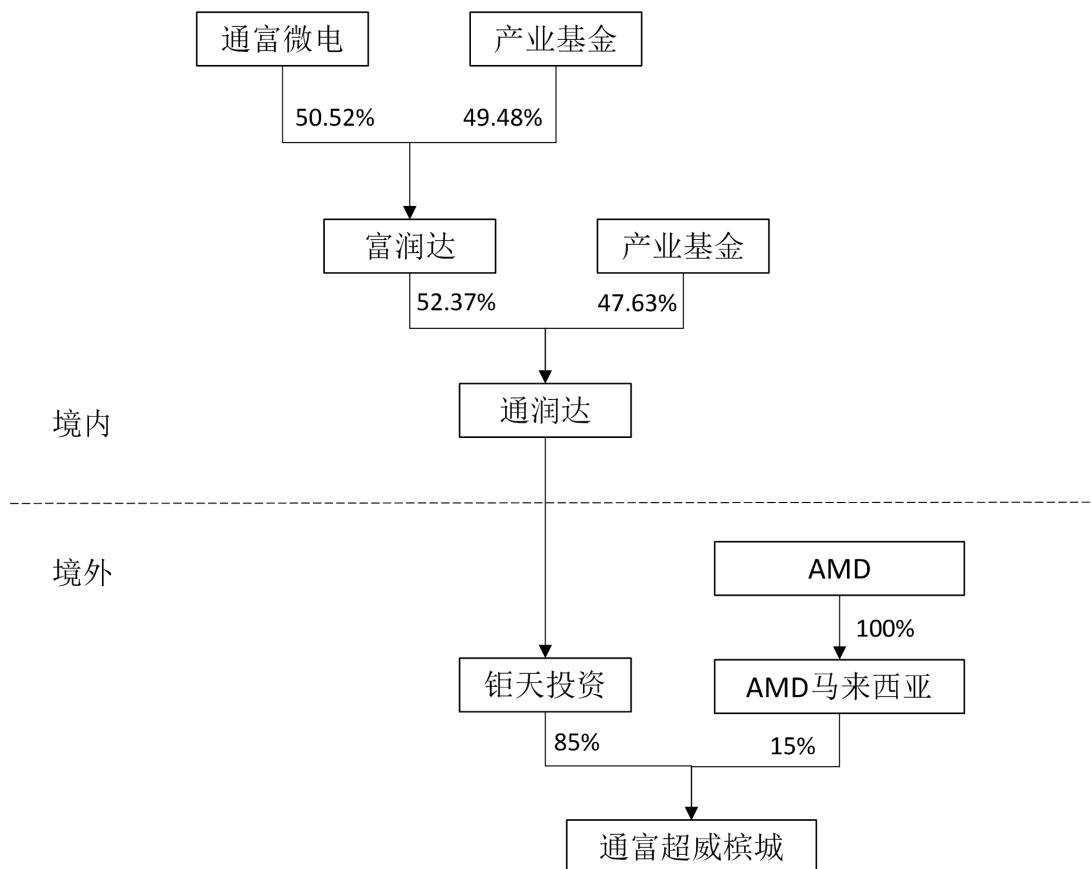 通富微电
产业基金
50.52%
49.48%
富润达
产业基金
52.37%
47.63%
通润达
境内
境外
AMD
100%
钜天投资
AMD马来西亚
85%
15%
通富超威槟城